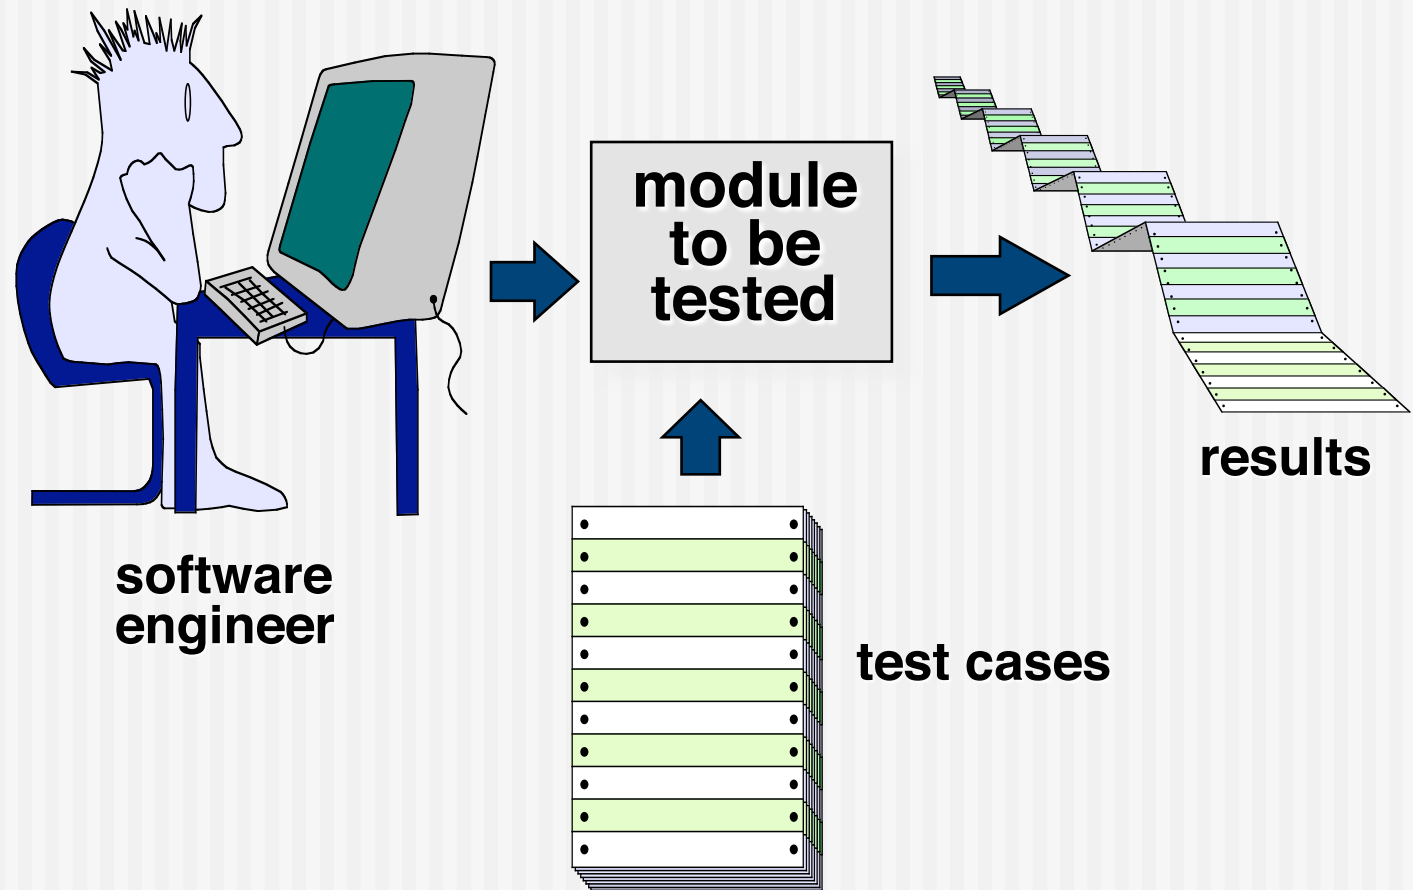 module
to be
tested
results
software
engineer
test cases